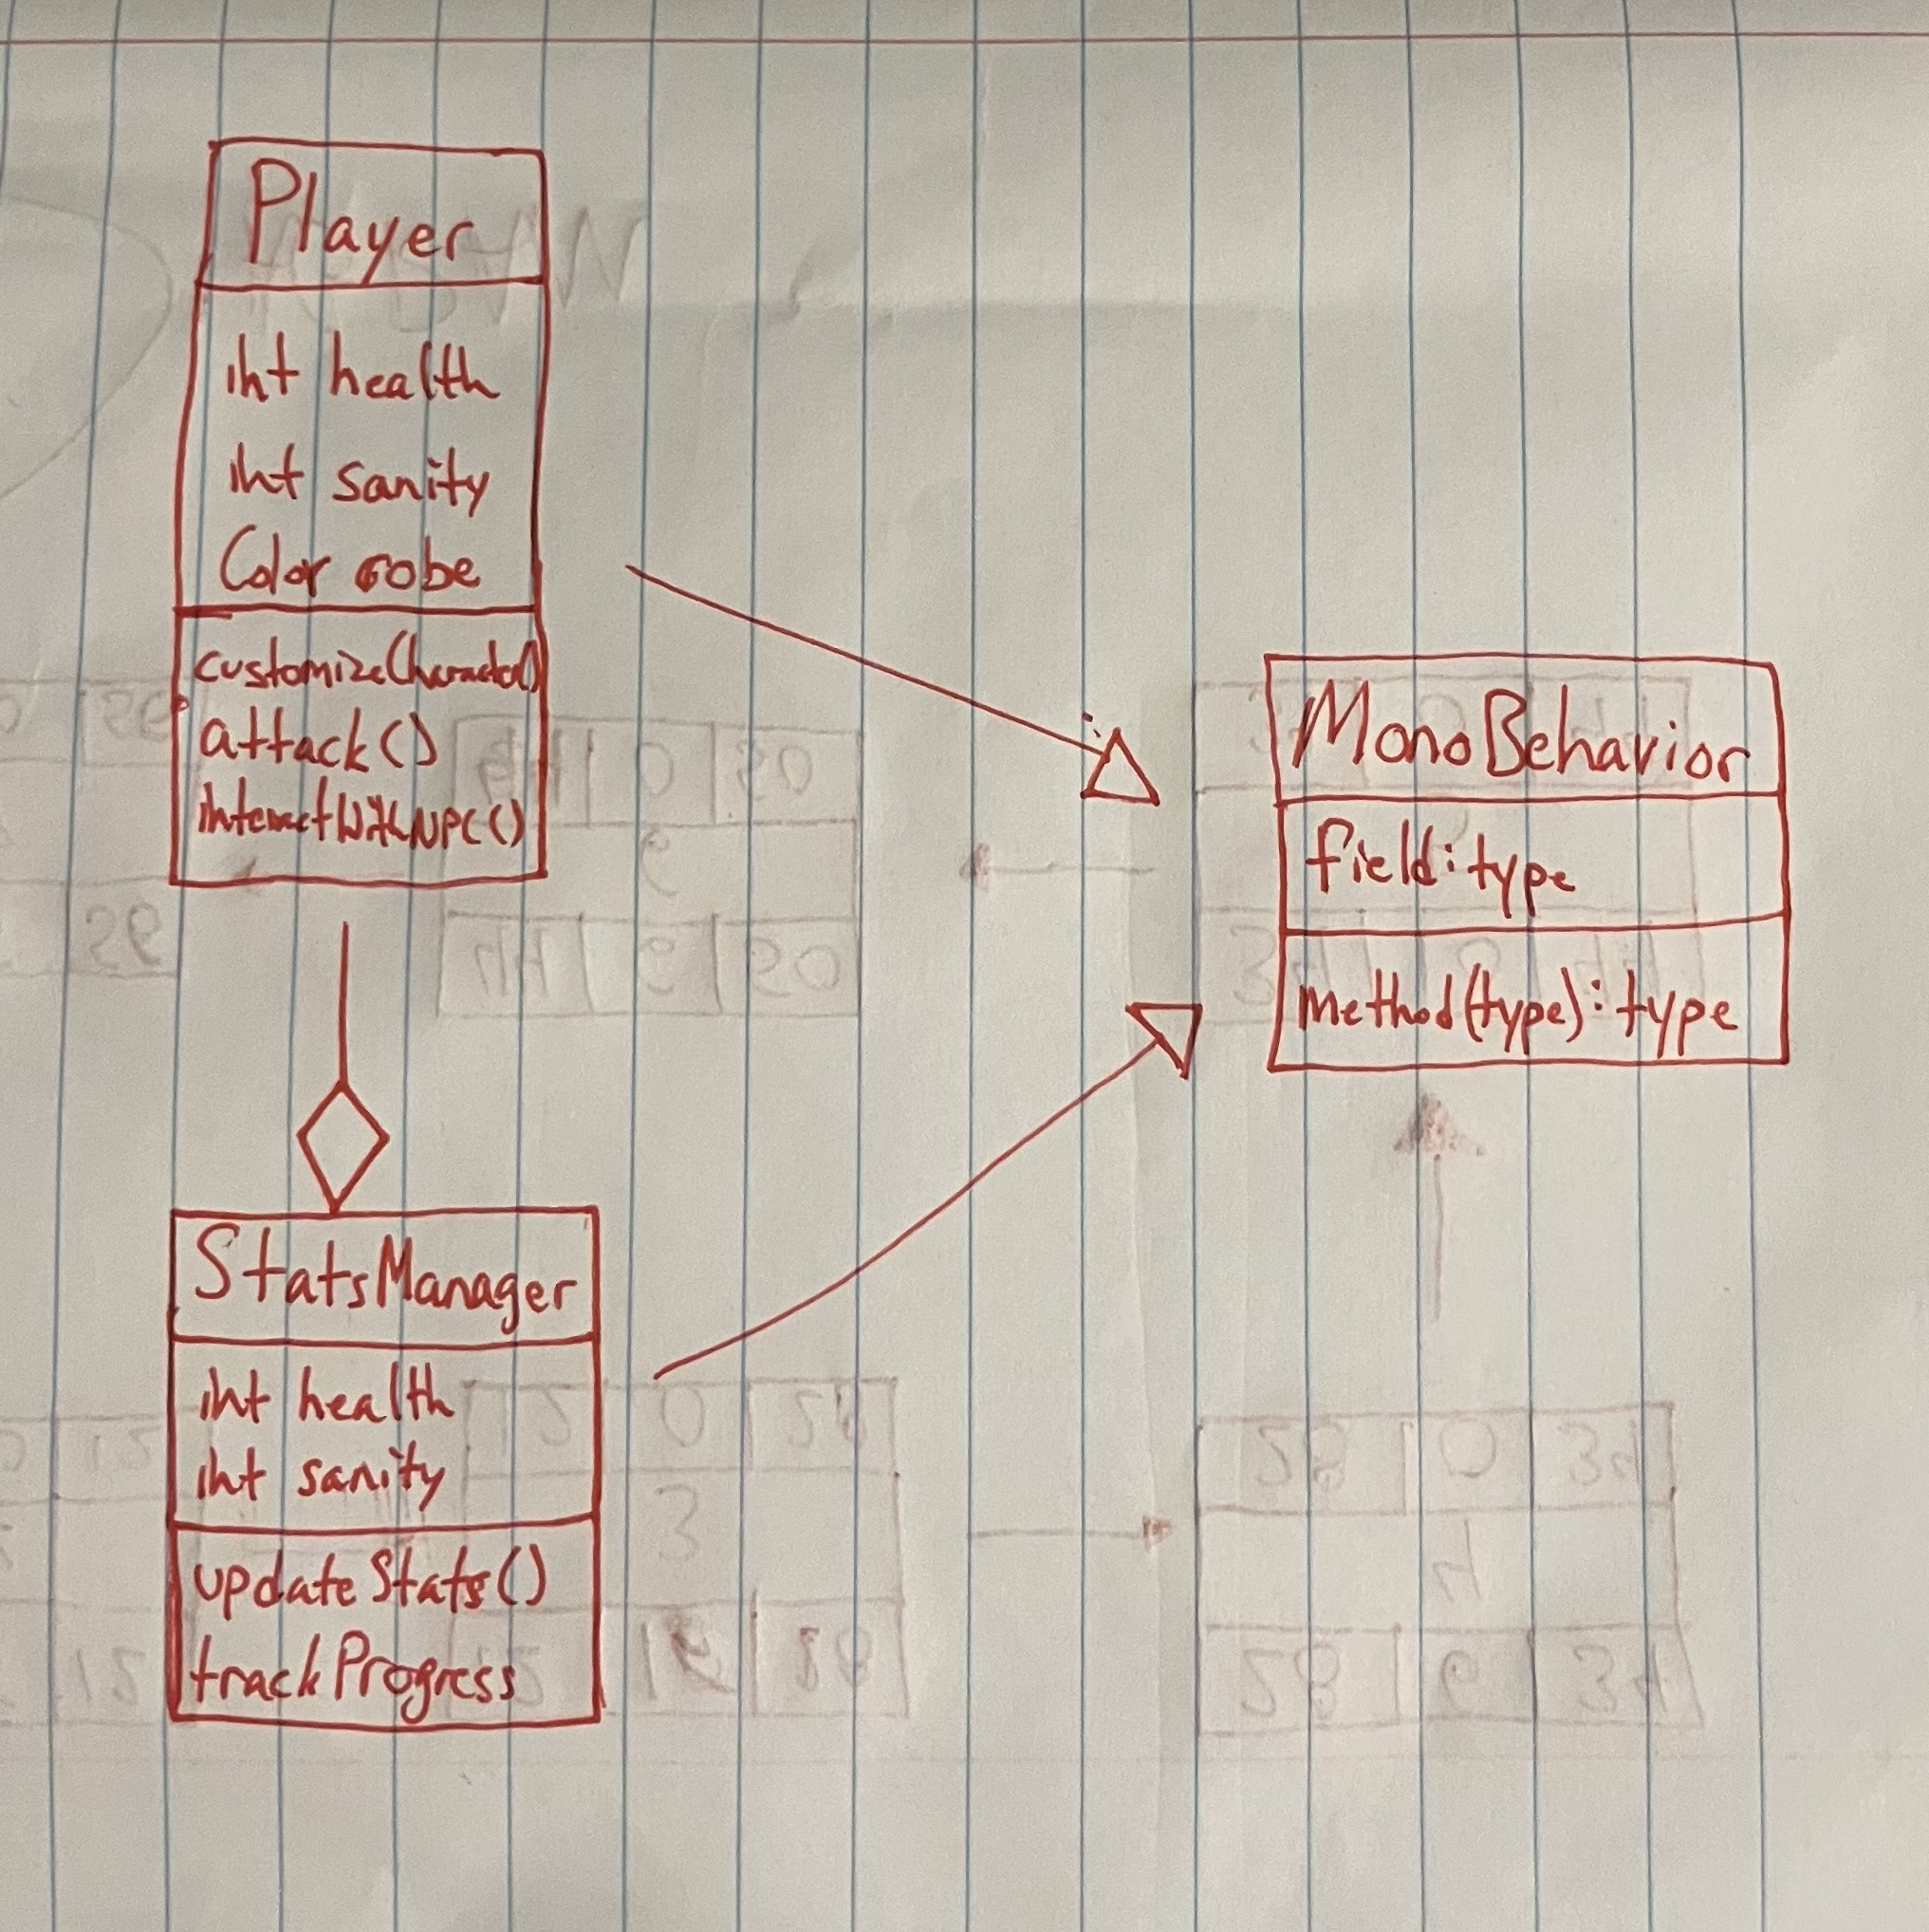 Player
int health
int sanity
Color robe
customizeCharacter()
attack()
interactWithNPC()
MonoBehavior
field:type
method(type):type
StatsManager
int health
int sanity
updateStats()
trackProgress